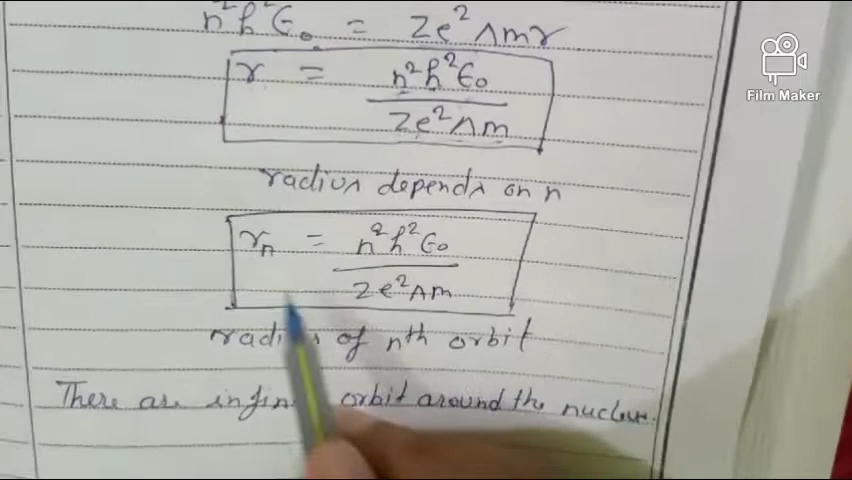 n²h²ϵ₀ = Ze²πmr
r = n²h²ϵ₀ / Ze²πm
radius depends on n
rₙ = n²h²ϵ₀ / Ze²πm
of nth orbit
There are orbit around the nucleus.
Film Maker